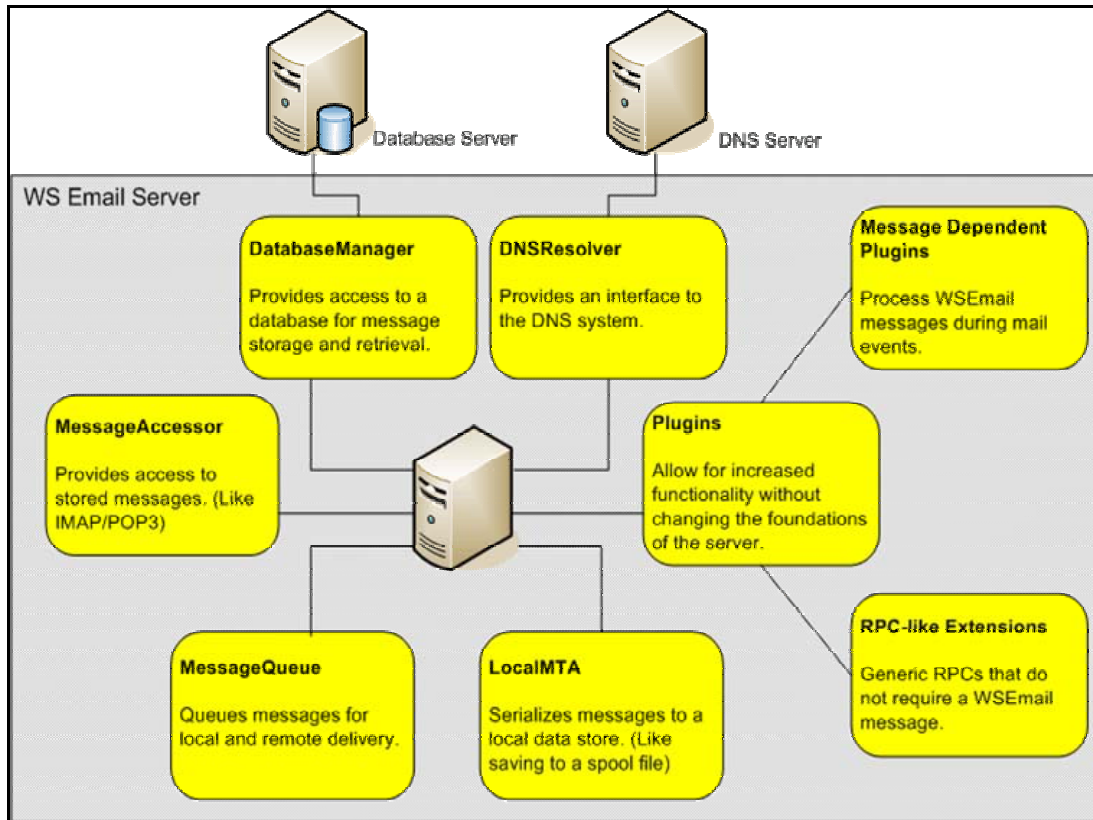 Database Server
DNS Server
WS Email Server
DatabaseManager
Provides access to a
database for message
storage and retrieval.
DNSResolver
Provides an interface to
the DNS system.
Message Dependent
Plugins
Process WSEmail
messages during mail
events.
MessageAccessor
Provides access to
stored messages. (Like
IMAP/POP3)
Plugins
Allow for increased
functionality without
changing the foundations
of the server.
MessageQueue
Queues messages for
local and remote delivery.
LocalMTA
Serializes messages to a
local data store. (Like
saving to a spool file)
RPC-like Extensions
Generic RPCs that do
not require a WSEmail
message.